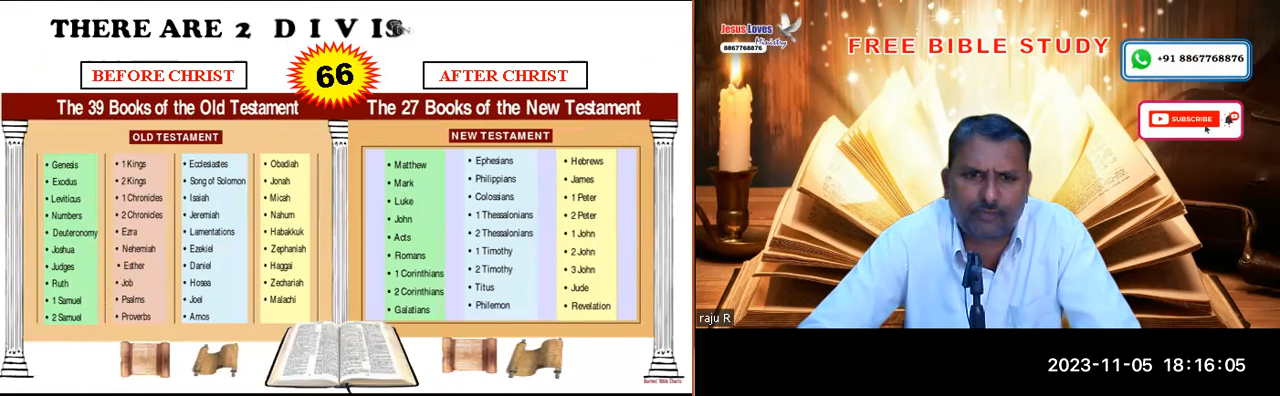 THERE ARE 2 DIVISION
BEFORE CHRIST
66
AFTER CHRIST
The 39 Books of the Old Testament
The 27 Books of the New Testament
OLD TESTAMENT
• Genesis
• Exodus
• Leviticus
• Numbers
• Deuteronomy
• Joshua
• Judges
• Ruth
• 1 Samuel
• 2 Samuel
• 1 Kings
• 2 Kings
• 1 Chronicles
• 2 Chronicles
• Ezra
• Nehemiah
• Esther
• Job
• Psalms
• Proverbs
• Ecclesiastes
• Song of Solomon
• Isaiah
• Jeremiah
• Lamentations
• Ezekiel
• Daniel
• Hosea
• Joel
• Amos
• Obadiah
• Jonah
• Micah
• Nahum
• Habakkuk
• Zephaniah
• Haggai
• Zechariah
• Malachi
NEW TESTAMENT
• Matthew
• Mark
• Luke
• John
• Acts
• Romans
• 1 Corinthians
• 2 Corinthians
• Galatians
• Ephesians
• Philippians
• Colossians
• 1 Thessalonians
• 2 Thessalonians
• 1 Timothy
• 2 Timothy
• Titus
• Philemon
• Hebrews
• James
• 1 Peter
• 2 Peter
• 1 John
• 2 John
• 3 John
• Jude
• Revelation
Barnes' Bible Charts
Jesus Loves
Ministry
8867768876
FREE BIBLE STUDY
+91 8867768876
SUBSCRIBE
raju R
2023-11-05 18:16:05